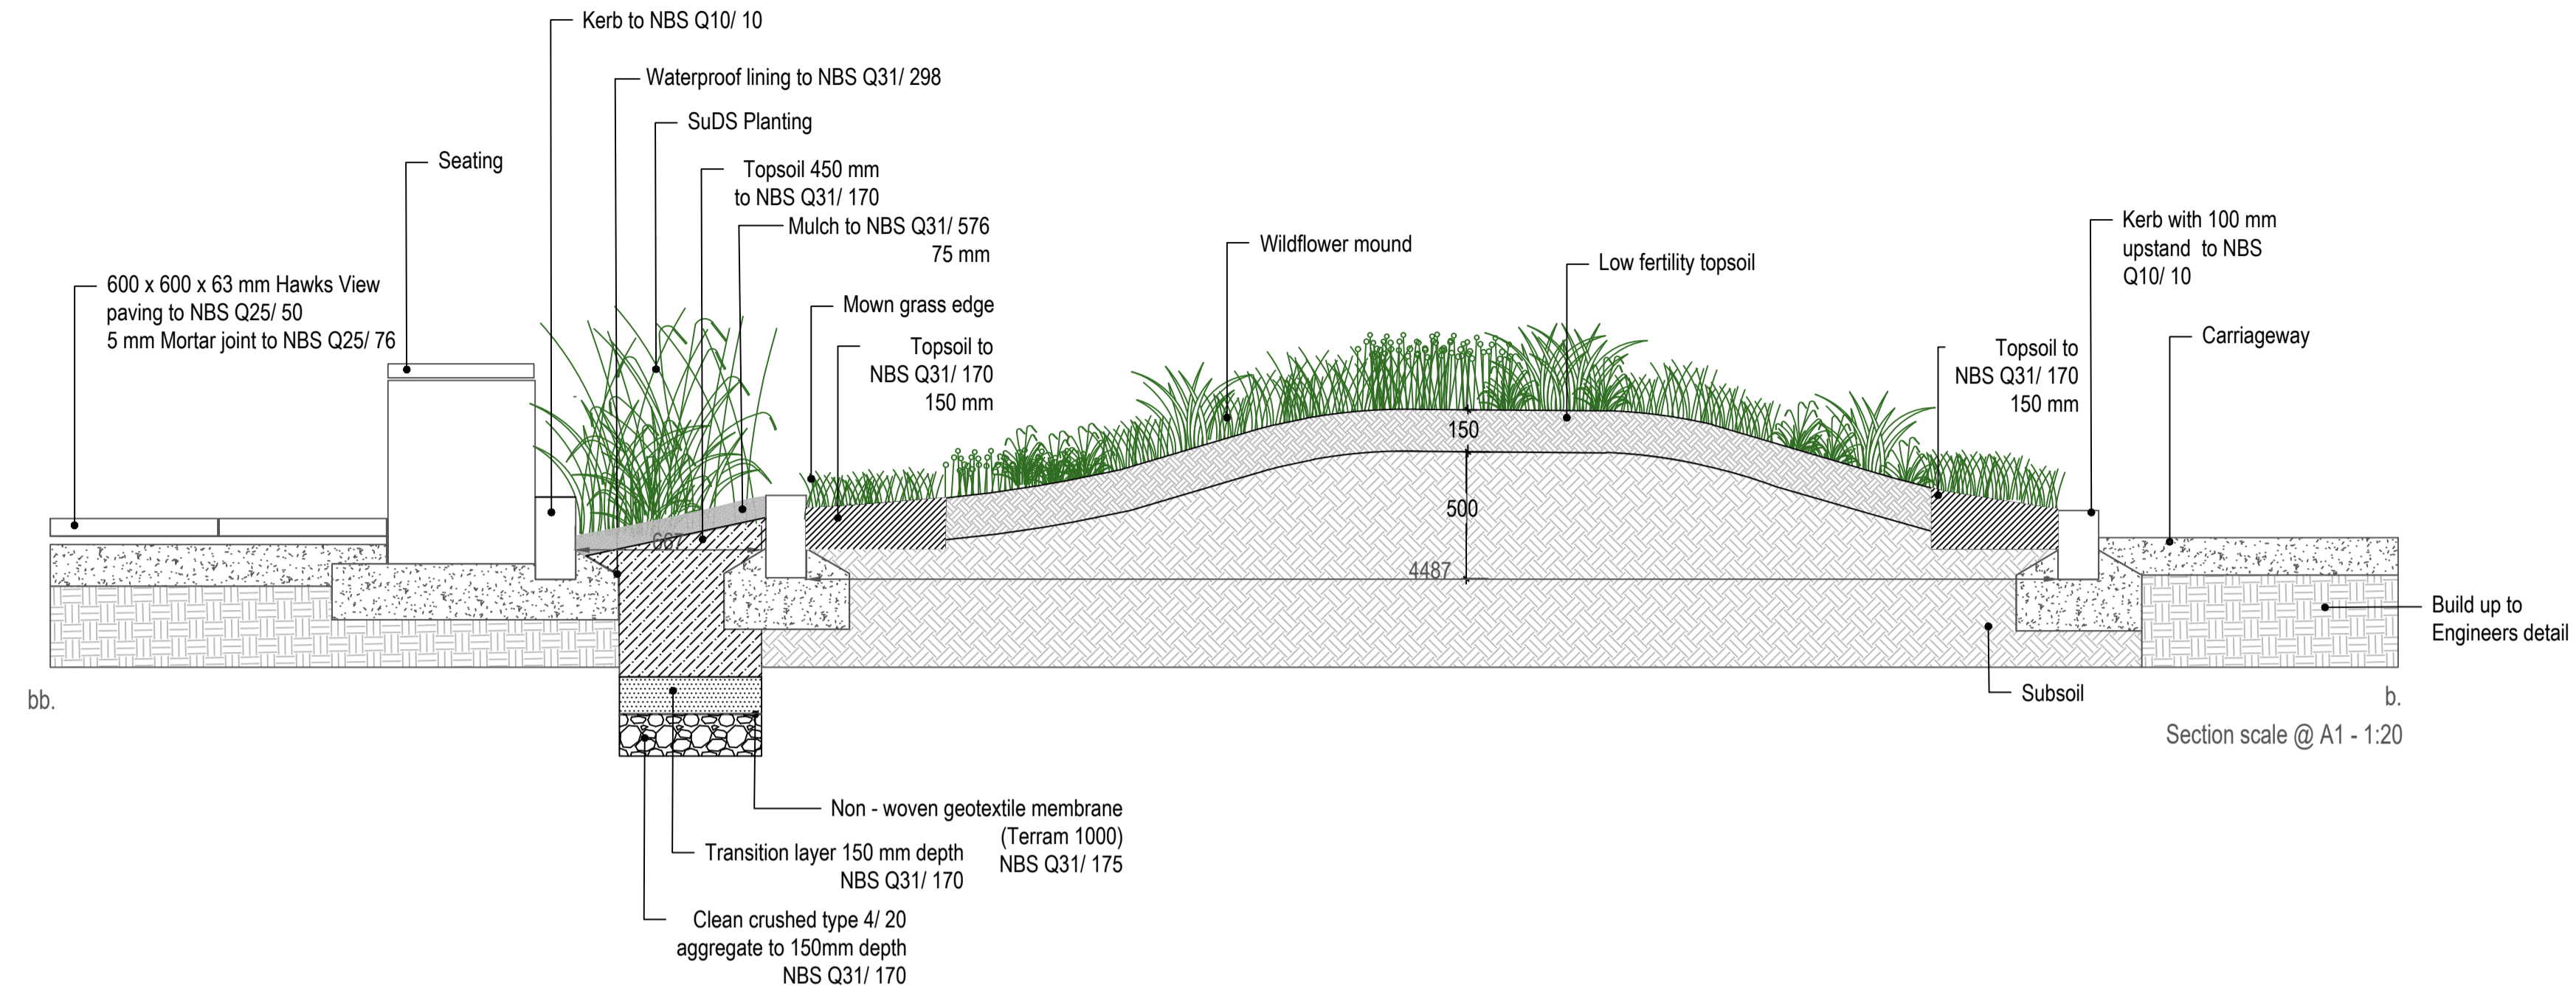 Kerb to NBS Q10/ 10
Waterproof lining to NBS Q31/ 298
SuDS Planting
Seating
Topsoil 450 mm
to NBS Q31/ 170
Mulch to NBS Q31/ 576
75 mm
600 x 600 x 63 mm Hawks View
paving to NBS Q25/ 50
5 mm Mortar joint to NBS Q25/ 76
Mown grass edge
Topsoil to
NBS Q31/ 170
150 mm
Wildflower mound
Low fertility topsoil
Kerb with 100 mm
upstand to NBS
Q10/ 10
Carriageway
Topsoil to
NBS Q31/ 170
150 mm
150
500
667
4487
Build up to
Engineers detail
Subsoil
bb.
b.
Section scale @ A1 - 1:20
Non - woven geotextile membrane
(Terram 1000)
NBS Q31/ 175
Transition layer 150 mm depth
NBS Q31/ 170
Clean crushed type 4/ 20
aggregate to 150mm depth
NBS Q31/ 170